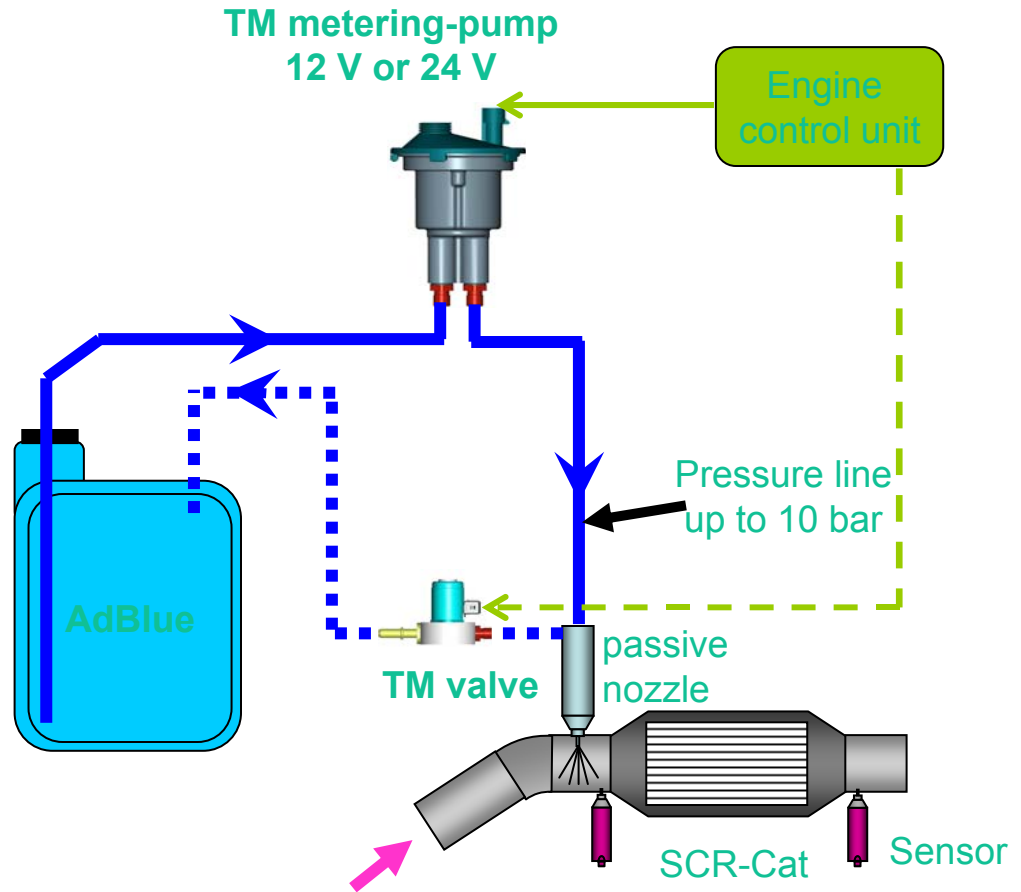 TM metering-pump
12 V or 24 V
Engine
control unit
Pressure line
up to 10 bar
AdBlue
TM valve
passive
nozzle
SCR-Cat
Sensor